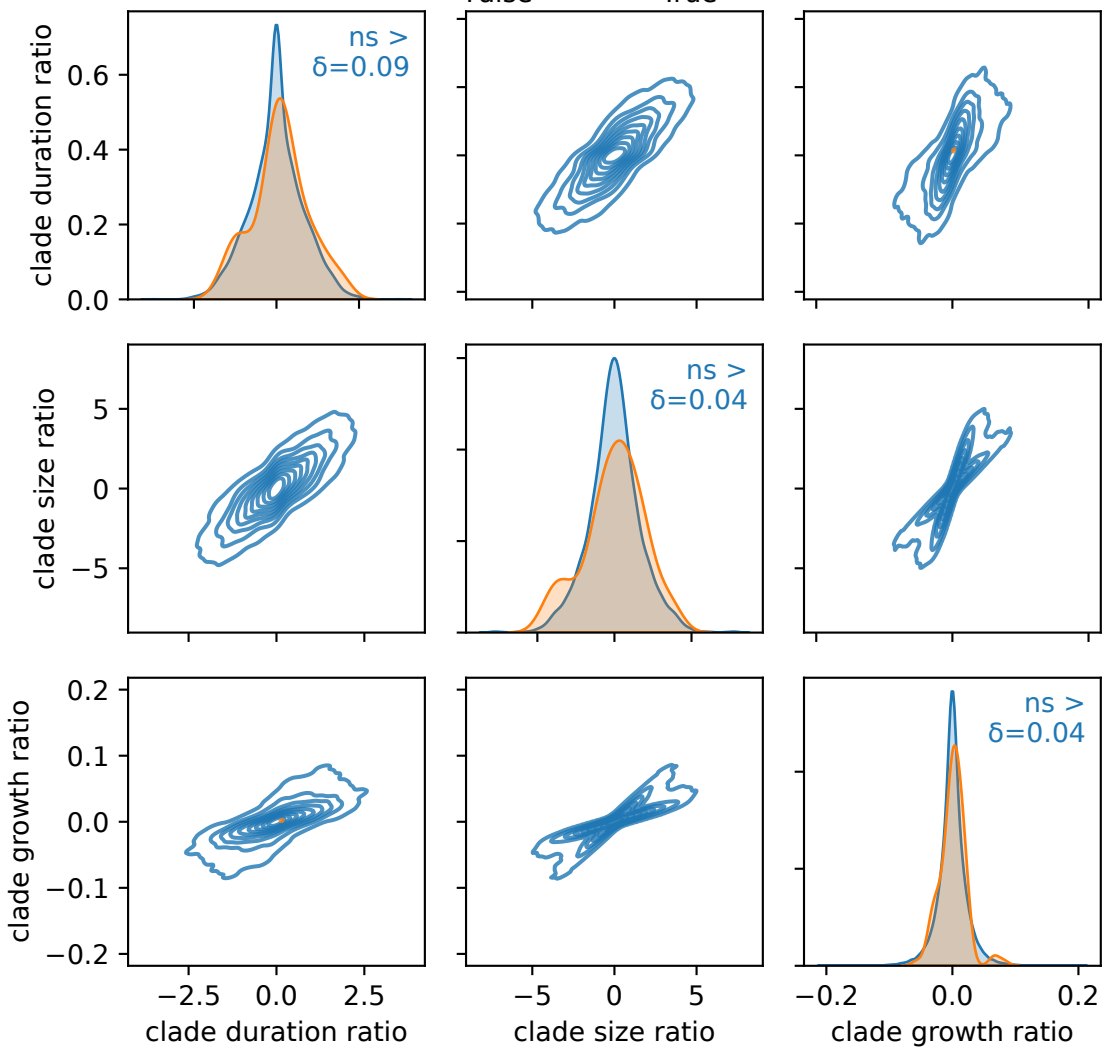 False True
clade duration ratio
0.6
0.4
0.2
0.0
ns >
δ=0.09
clade size ratio
5
0
−5
ns >
δ=0.04
clade growth ratio
0.2
0.1
0.0
−0.1
−0.2
ns >
δ=0.04
−2.5 0.0 2.5
−5 0 5
−0.2 0.0 0.2
clade duration ratio
clade size ratio
clade growth ratio